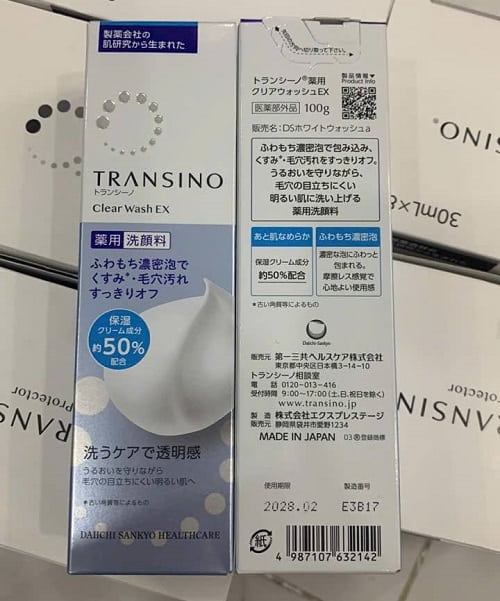 製薬会社の
肌研究から生まれた
TRANSINO
トランシーノ
Clear Wash EX
薬用 洗顔料
ふわもち濃密泡で
くすみ*・毛穴汚れ
すっきりオフ
保湿
クリーム成分
約50%
配合
洗うケアで透明感
うるおいを守りながら
毛穴の目立ちにくい明るい肌へ
*古い角質等によるもの
DAIICHI SANKYO HEALTHCARE
トランシーノ®薬用
クリアウォッシュEX
医薬部外品 100g
製品情報▼
Product Info
販売名:DSホワイトウォッシュa
ふわもち濃密泡で包み込み、
くすみ*・毛穴汚れをすっきりオフ。
うるおいを守りながら、
毛穴の目立ちにくい
明るい肌に洗い上げる
薬用洗顔料
あと肌なめらか
保湿クリーム成分
約50%配合
ふわもち濃密泡
濃密な泡にふわっと
包まれる。
摩擦レス感覚で
心地よい使用感
*古い角質等によるもの
Daiichi-Sankyo
発売元 第一三共ヘルスケア株式会社
東京都中央区日本橋3-14-10
トランシーノ相談室
電 話 0120-013-416
受付時間 9:00~17:00(土、日、祝日を除く)
www.transino.jp
製 造
販売元 株式会社エクスプレステージ
静岡県袋井市愛野1234
MADE IN JAPAN 03 ®登録商標
使用期限 製造番号
2028.02 E3B17
紙
4 987107 632142
SINO
30mL×
Protector
Protector